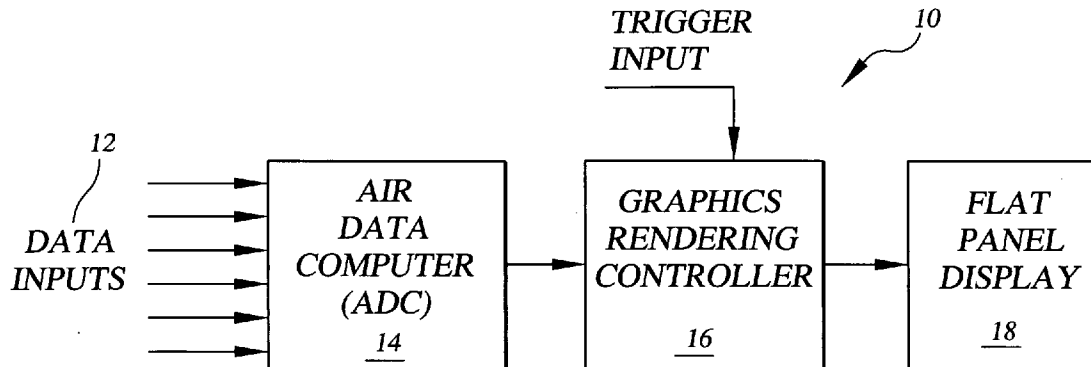 TRIGGER
INPUT
10
12
DATA
INPUTS
AIR
DATA
COMPUTER
(ADC)
14
GRAPHICS
RENDERING
CONTROLLER
16
FLAT
PANEL
DISPLAY
18